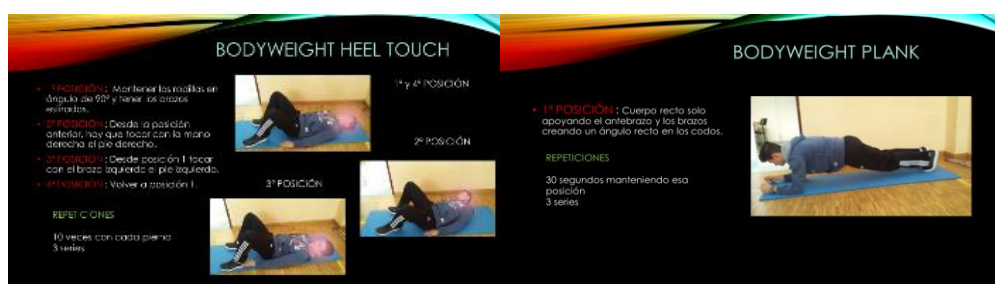 BODYWEIGHT HEEL TOUCH
1ª POSICIÓN : Mantener las rodillas en
ángulo de 90º y tener los brazos
estirados.
2ª POSICIÓN : Desde la posición
anterior, hay que tocar con la mano
derecha el pie derecho.
3ª POSICIÓN : Desde posición 1 tocar
con el brazo izquierdo el pie izquierdo.
4ª POSICIÓN : Volver a posición 1.
REPETICIONES
10 veces con cada pierna
3 series
1ª y 4ª POSICIÓN
2ª POSICIÓN
3ª POSICIÓN
BODYWEIGHT PLANK
1ª POSICIÓN : Cuerpo recto solo
apoyando el antebrazo y los brazos
creando un ángulo recto en los codos.
REPETICIONES
30 segundos manteniendo esa
posición
3 series